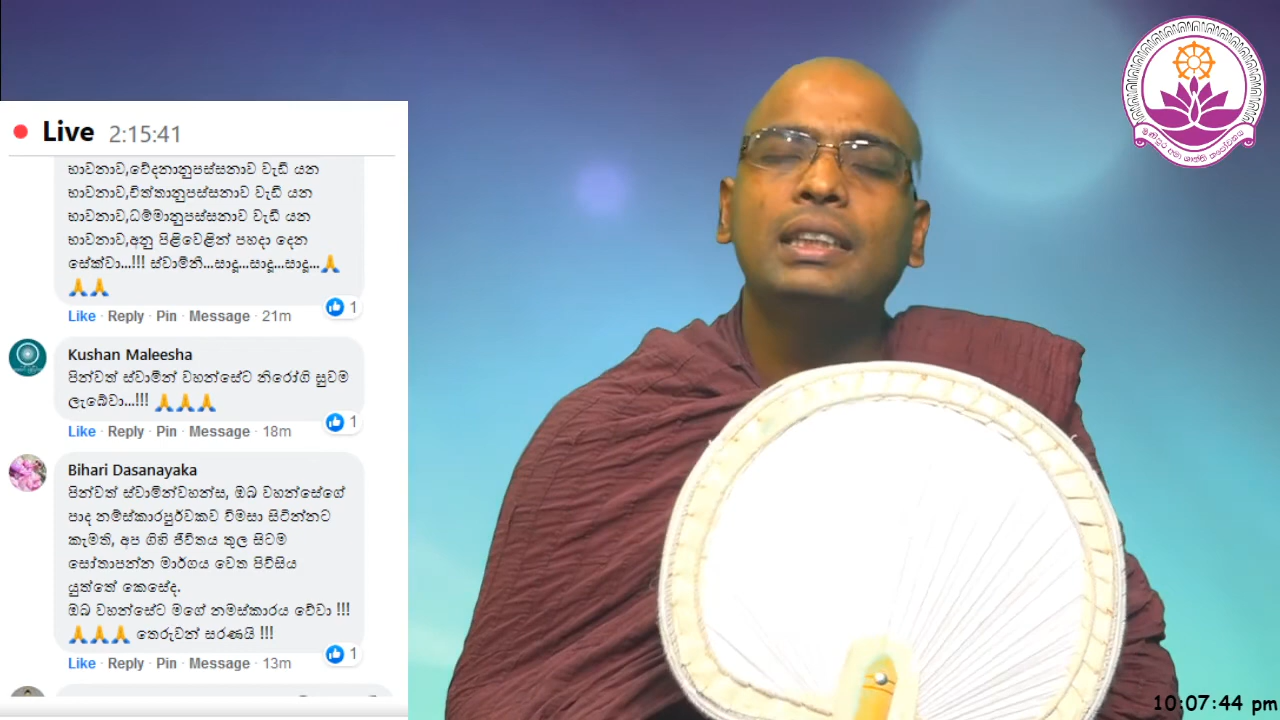 Live 2:15:41
භාවනාව,වේදනානුපස්සනාව වැඩී යන
භාවනාව,චිත්තානුපස්සනාව වැඩී යන
භාවනාව,ධම්මානුපස්සනාව වැඩී යන
භාවනාව,අනු පිළිවෙළින් පහදා දෙන
සේක්වා...!!! ස්වාමීනී...සාදූ...සාදූ...සාදූ...🙏
🙏🙏
Like · Reply · Pin · Message · 21m
1
Kushan Maleesha
පින්වත් ස්වාමීන් වහන්සේට නිරෝගි සුවම
ලැබේවා...!!! 🙏🙏🙏
Like · Reply · Pin · Message · 18m
1
Bihari Dasanayaka
පින්වත් ස්වාමින්වහන්ස, ඔබ වහන්සේගේ
පාද නමස්කාරපුර්වකව විමසා සිටින්නට
කැමති, අප ගිහි ජීවිතය තුල සිටම
සෝතාපන්න මාර්ගය වෙත පිවිසිය
යුත්තේ කෙසේද.
ඔබ වහන්සේට මගේ නමස්කාරය වේවා !!!
🙏🙏🙏 තෙරුවන් සරණයි !!!
Like · Reply · Pin · Message · 13m
1
10:07:44 pm